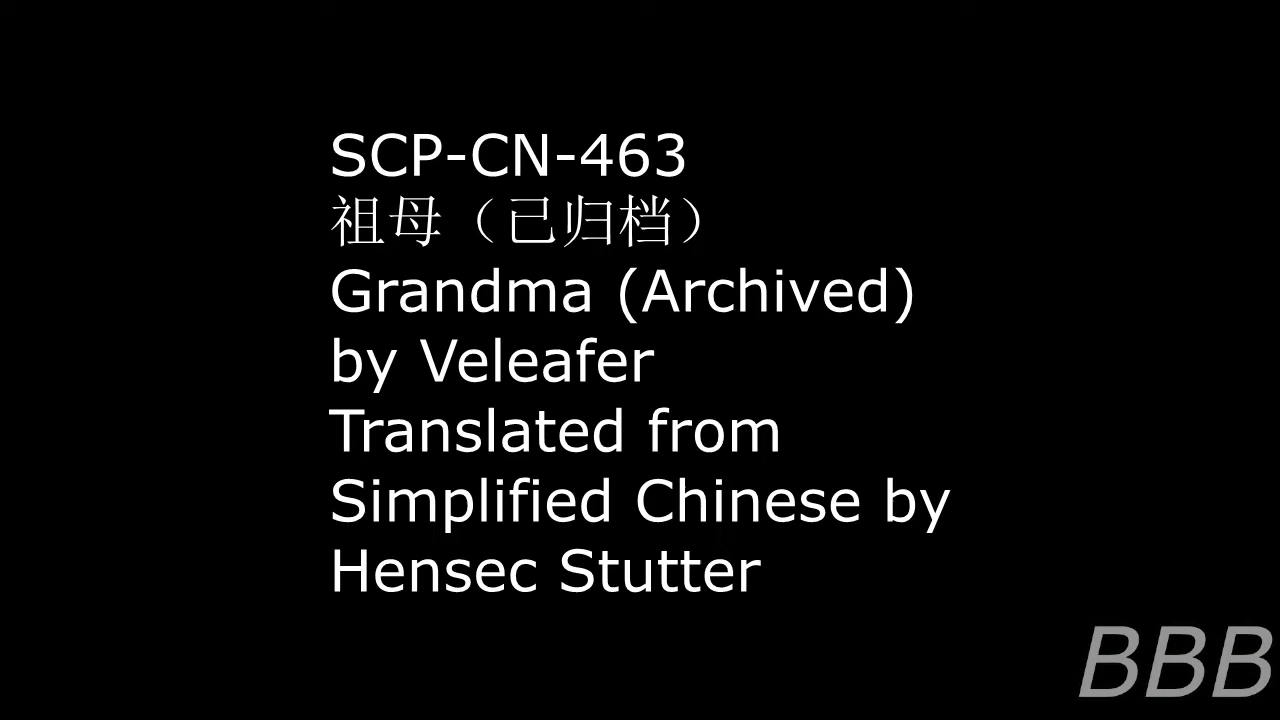 SCP-CN-463
祖母（已归档）
Grandma (Archived)
by Veleafer
Translated from
Simplified Chinese by
Hensec Stutter
BBB